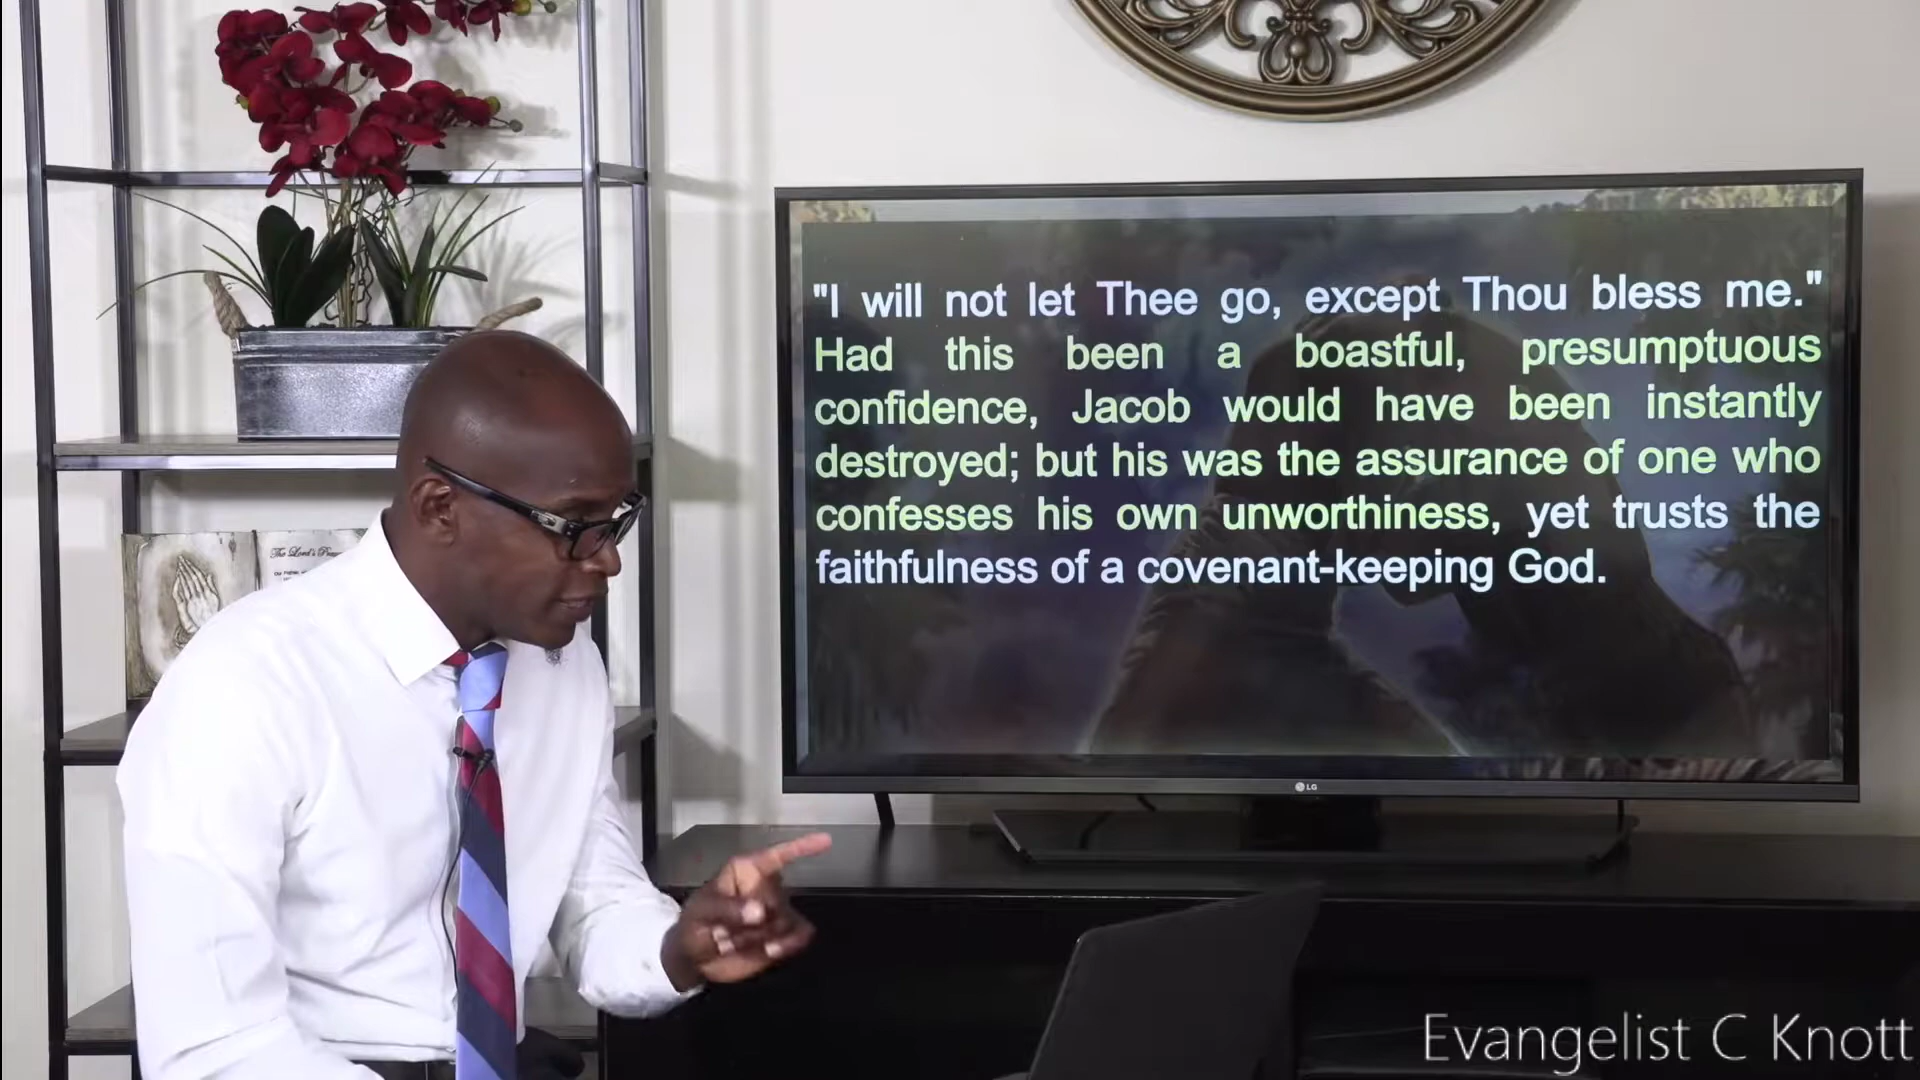 "I will not let Thee go, except Thou bless me."
Had this been a boastful, presumptuous
confidence, Jacob would have been instantly
destroyed; but his was the assurance of one who
confesses his own unworthiness, yet trusts the
faithfulness of a covenant-keeping God.
The Lord's
LG
Evangelist C Knott